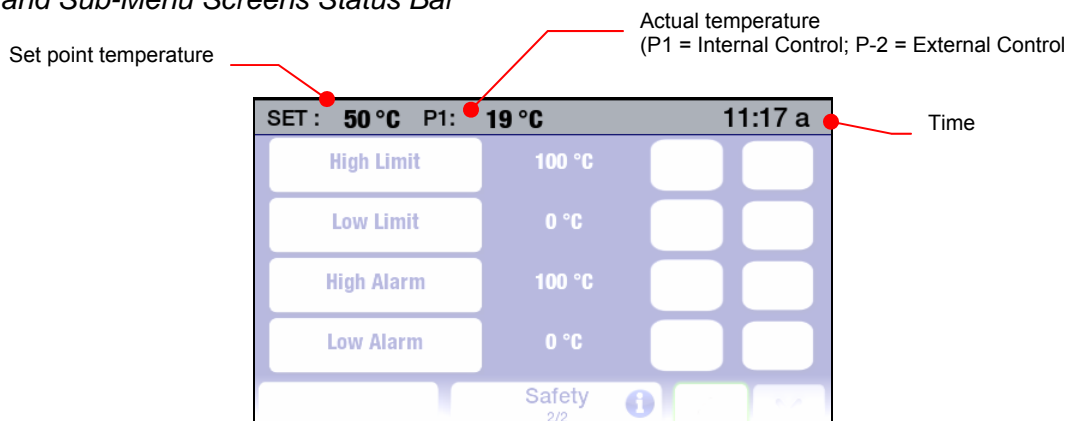 and Sub-Menu Screens Status Bar
Actual temperature
(P1 = Internal Control; P-2 = External Control
Set point temperature
SET : 50 °C P1: 19 °C 11:17 a
Time
High Limit 100 °C
Low Limit 0 °C
High Alarm 100 °C
Low Alarm 0 °C
Safety
2/2